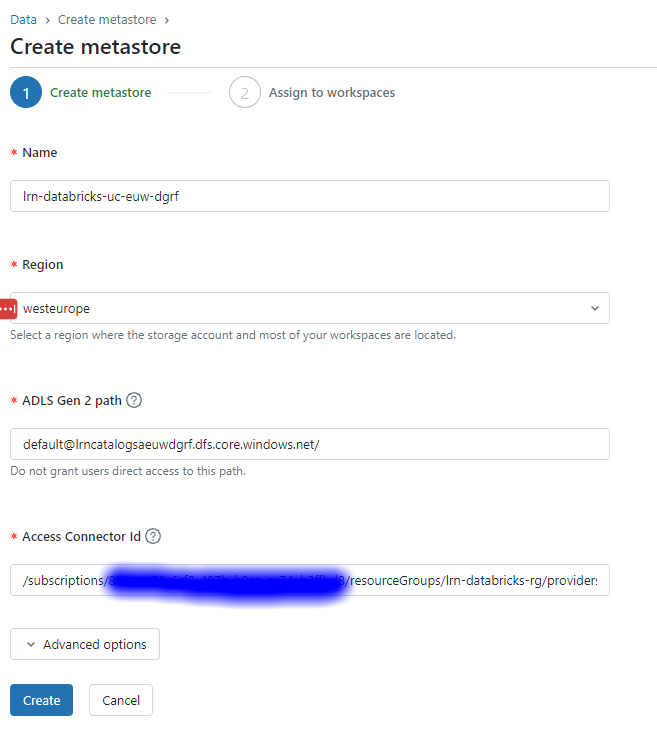 Data > Create metastore >
Create metastore
1 Create metastore 2 Assign to workspaces
* Name
lrn-databricks-uc-euw-dgrf
* Region
westeurope
Select a region where the storage account and most of your workspaces are located.
* ADLS Gen 2 path ?
default@lrncatalogsaeuwdgrf.dfs.core.windows.net/
Do not grant users direct access to this path.
* Access Connector Id ?
/subscriptions/ /resourceGroups/lrn-databricks-rg/providers
Advanced options
Create Cancel